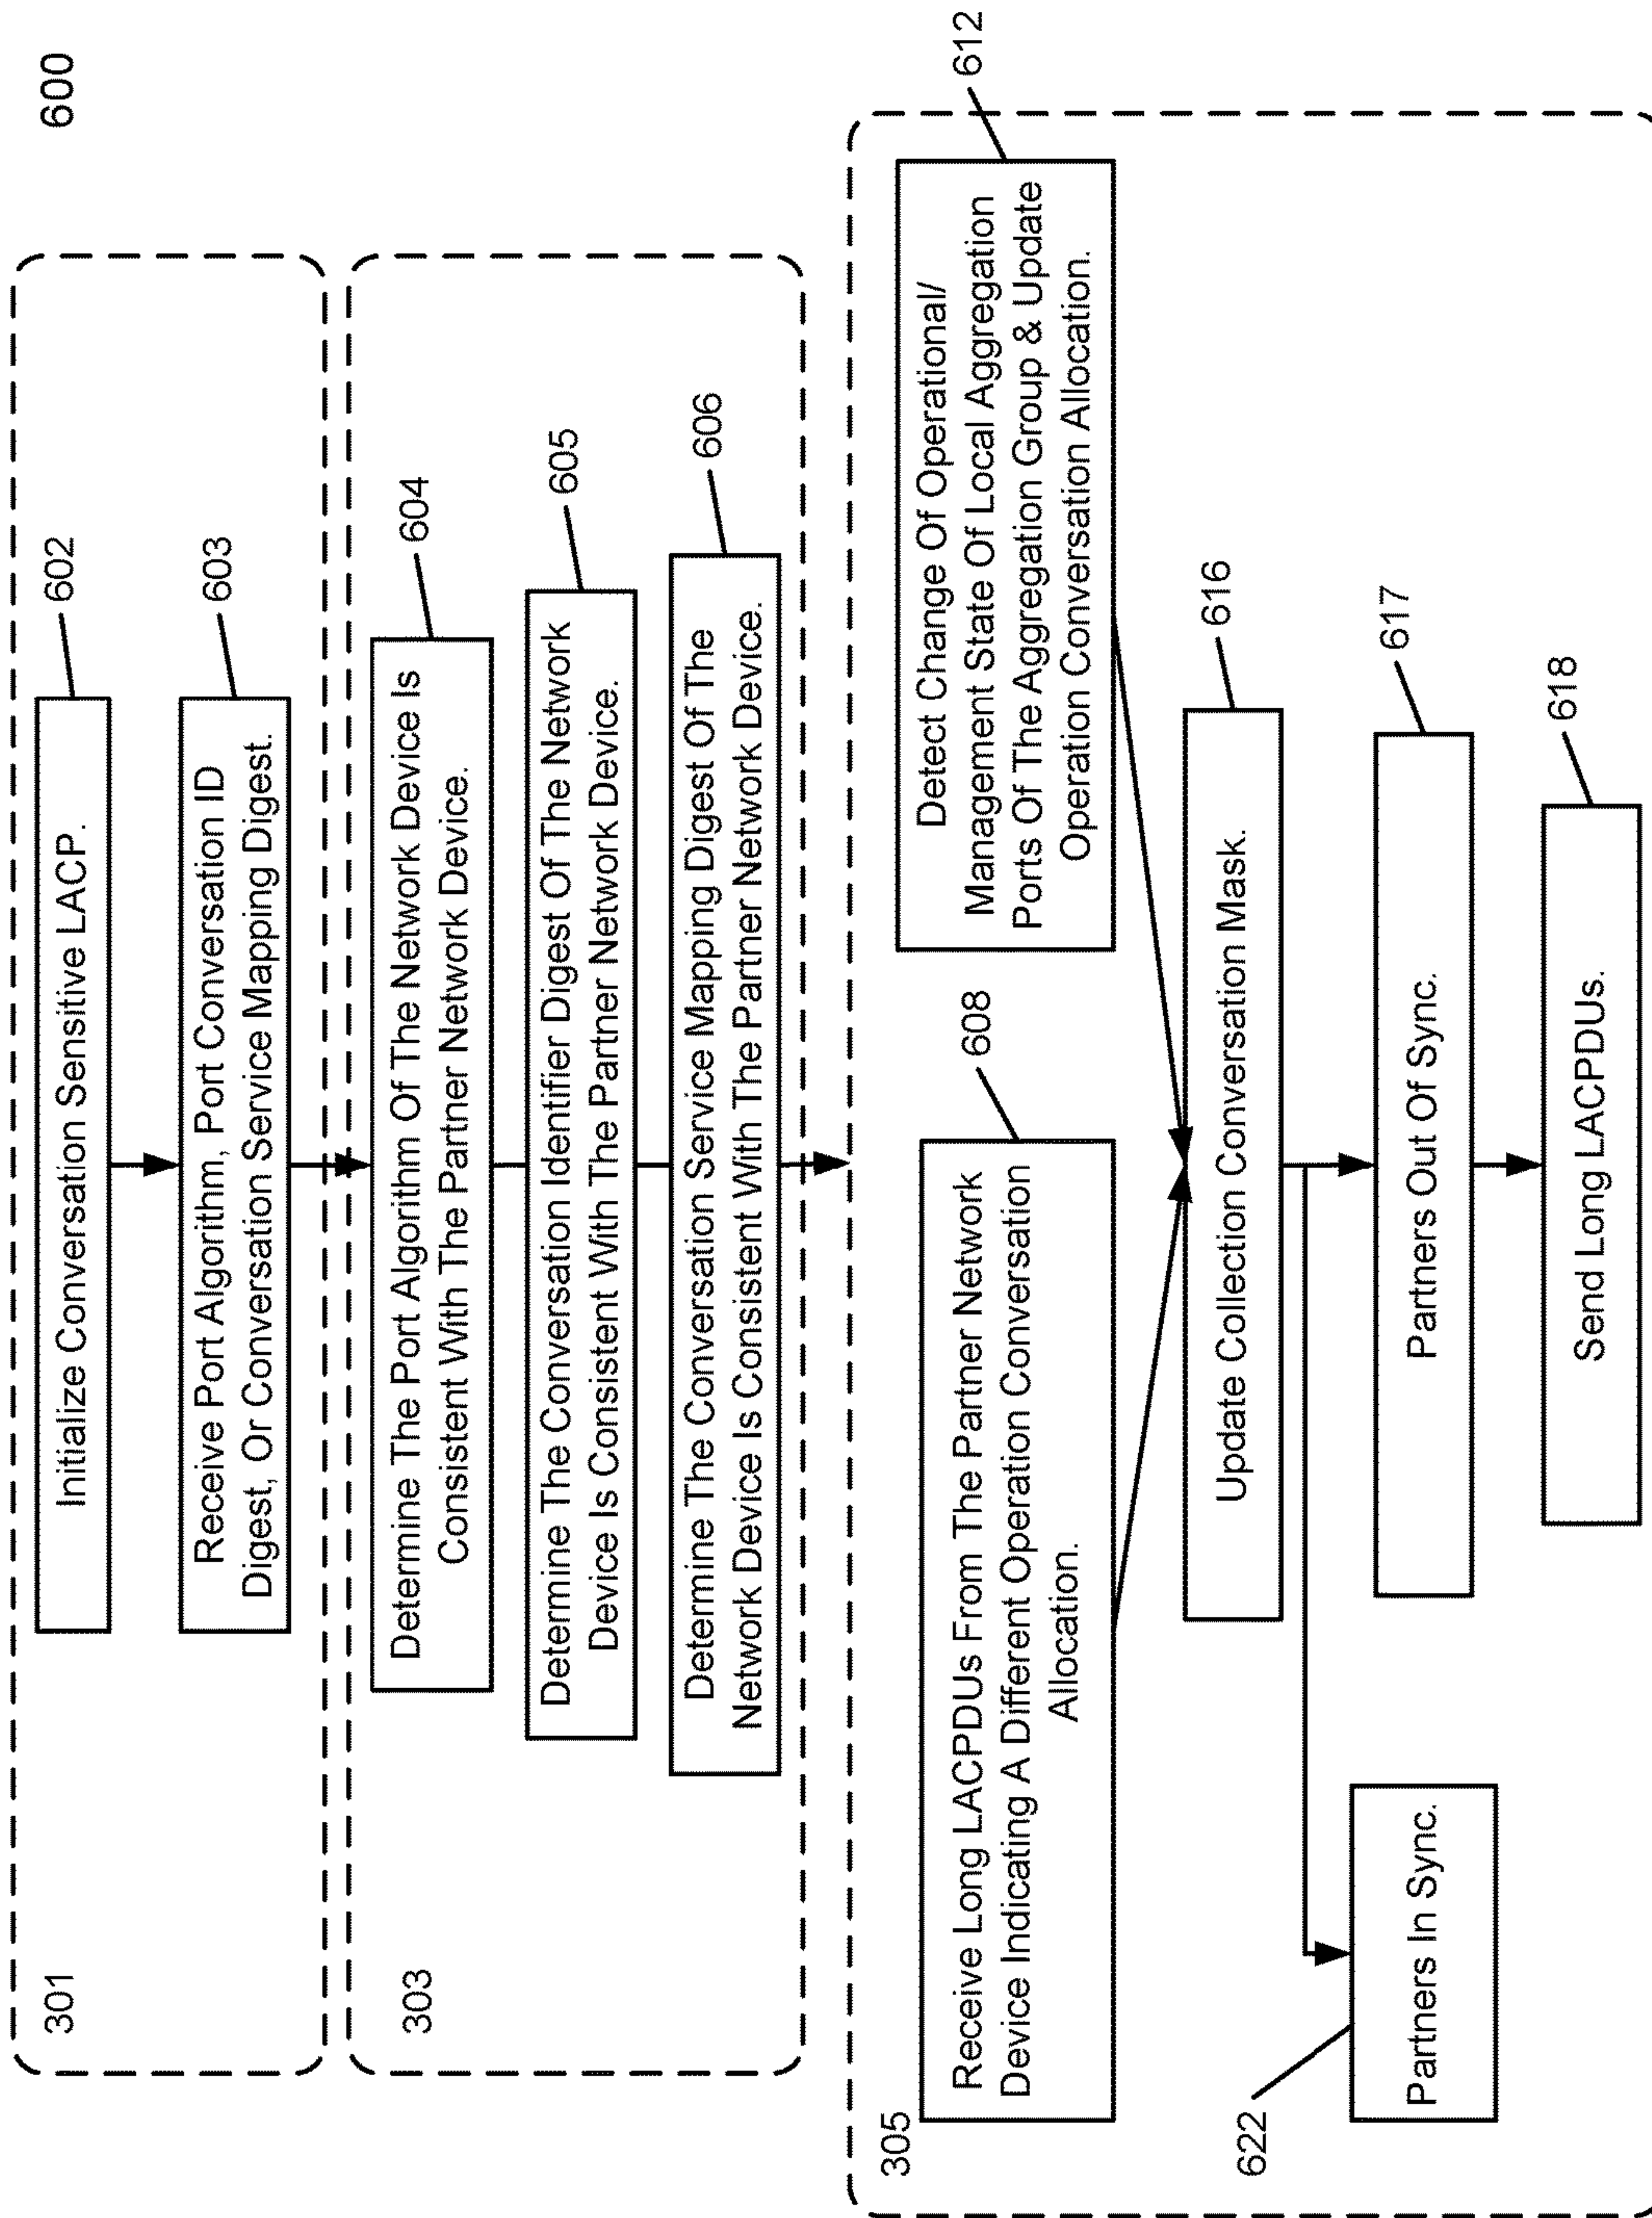 600
301
Initialize Conversation Sensitive LACP.
602
Receive Port Algorithm, Port Conversation ID
Digest, Or Conversation Service Mapping Digest.
603
303
Determine The Port Algorithm Of The Network Device Is
Consistent With The Partner Network Device.
604
Determine The Conversation Identifier Digest Of The Network
Device Is Consistent With The Partner Network Device.
605
Determine The Conversation Service Mapping Digest Of The
Network Device Is Consistent With The Partner Network Device.
606
305
Receive Long LACPDUs From The Partner Network
Device Indicating A Different Operation Conversation
Allocation.
608
Detect Change Of Operational/
Management State Of Local Aggregation
Ports Of The Aggregation Group & Update
Operation Conversation Allocation.
612
Update Collection Conversation Mask.
616
622
Partners In Sync.
Partners Out Of Sync.
617
Send Long LACPDUs.
618